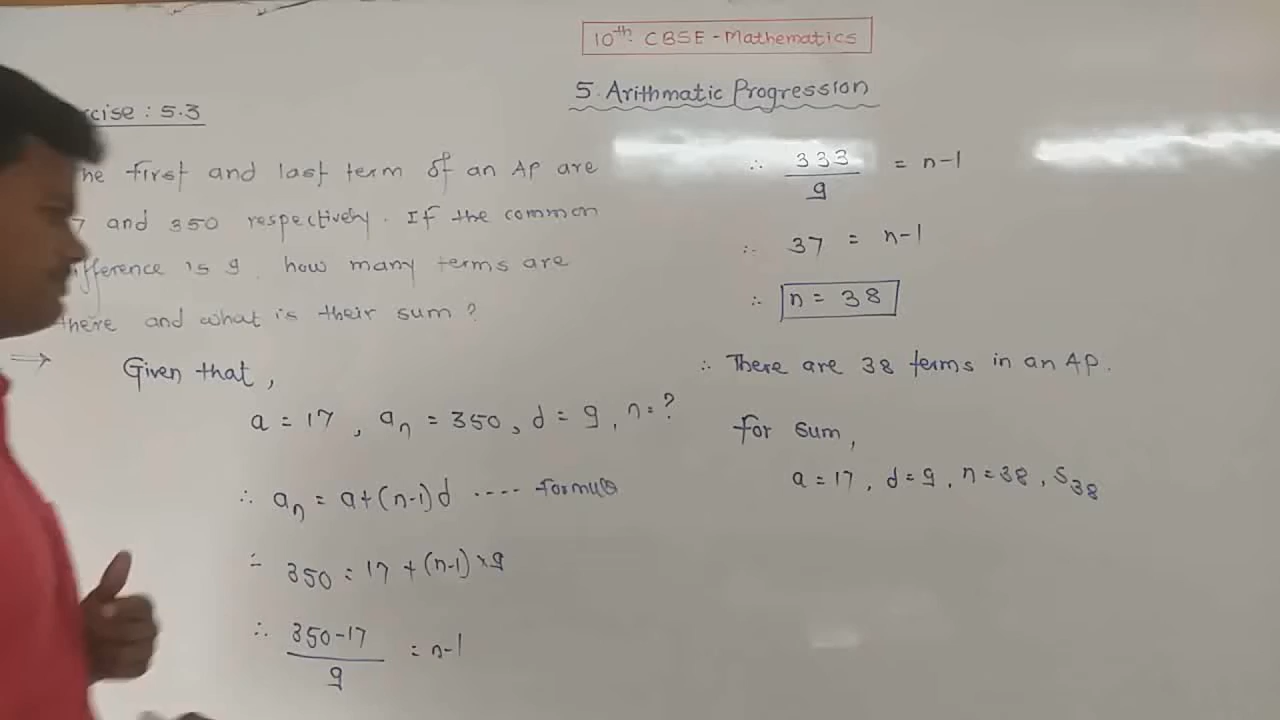 10th CBSE - Mathematics
5. Arithmatic Progression
rcise : 5.3
he first and last term of an AP are
7 and 350 respectively. If the common
ifference is 9 how many terms are
there and what is their sum ?
⇒ Given that,
a = 17 , an = 350 , d = 9 , n = ?
∴ an = a + (n-1) d ---- formula
= 350 = 17 + (n-1) × 9
∴ 350-17 / 9 = n-1
∴ 333 / 9 = n-1
∴ 37 = n-1
∴ n = 38
∴ There are 38 terms in an AP.
for sum,
a = 17 , d = 9 , n = 38 , S38